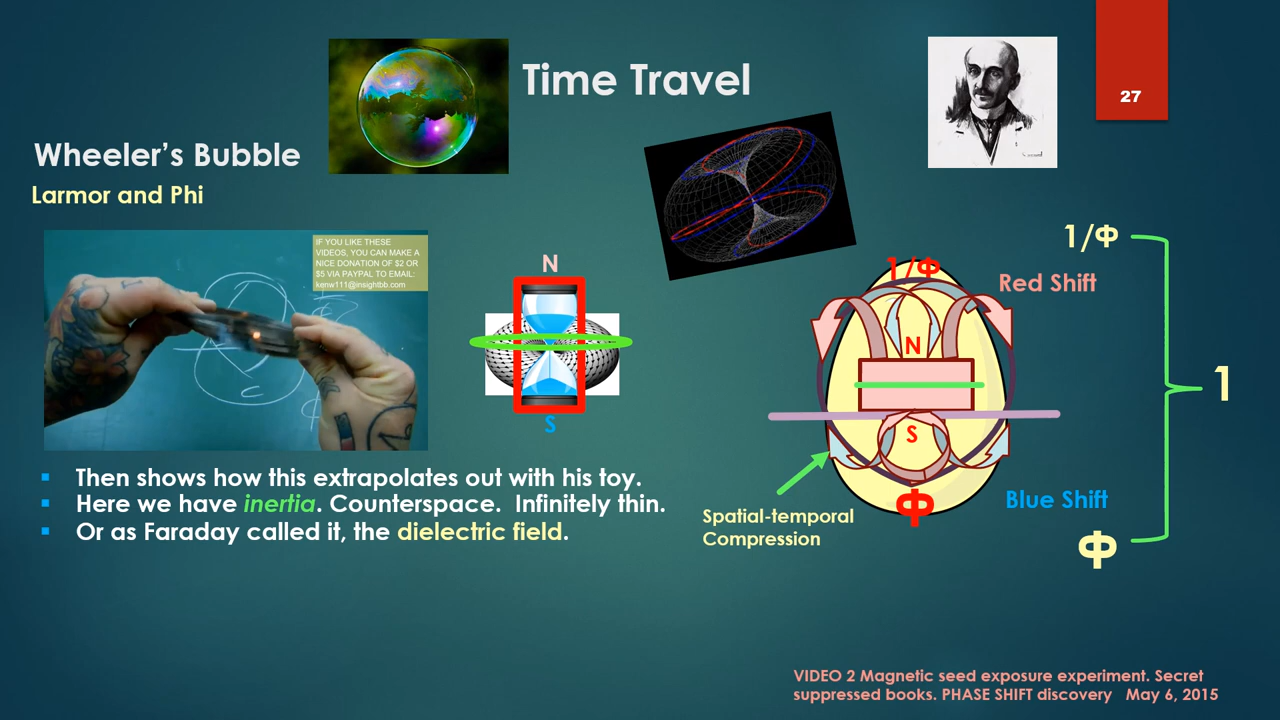 Time Travel
27
Wheeler's Bubble
Larmor and Phi
IF YOU LIKE THESE
VIDEOS, YOU CAN MAKE A
NICE DONATION OF $2 OR
$5 VIA PAYPAL TO EMAIL:
kenw111@insightbb.com
N
S
1/Φ
N
S
Φ
1/Φ
Red Shift
1
Blue Shift
Φ
Spatial-temporal
Compression
Then shows how this extrapolates out with his toy.
Here we have inertia. Counterspace. Infinitely thin.
Or as Faraday called it, the dielectric field.
VIDEO 2 Magnetic seed exposure experiment. Secret
suppressed books. PHASE SHIFT discovery May 6, 2015